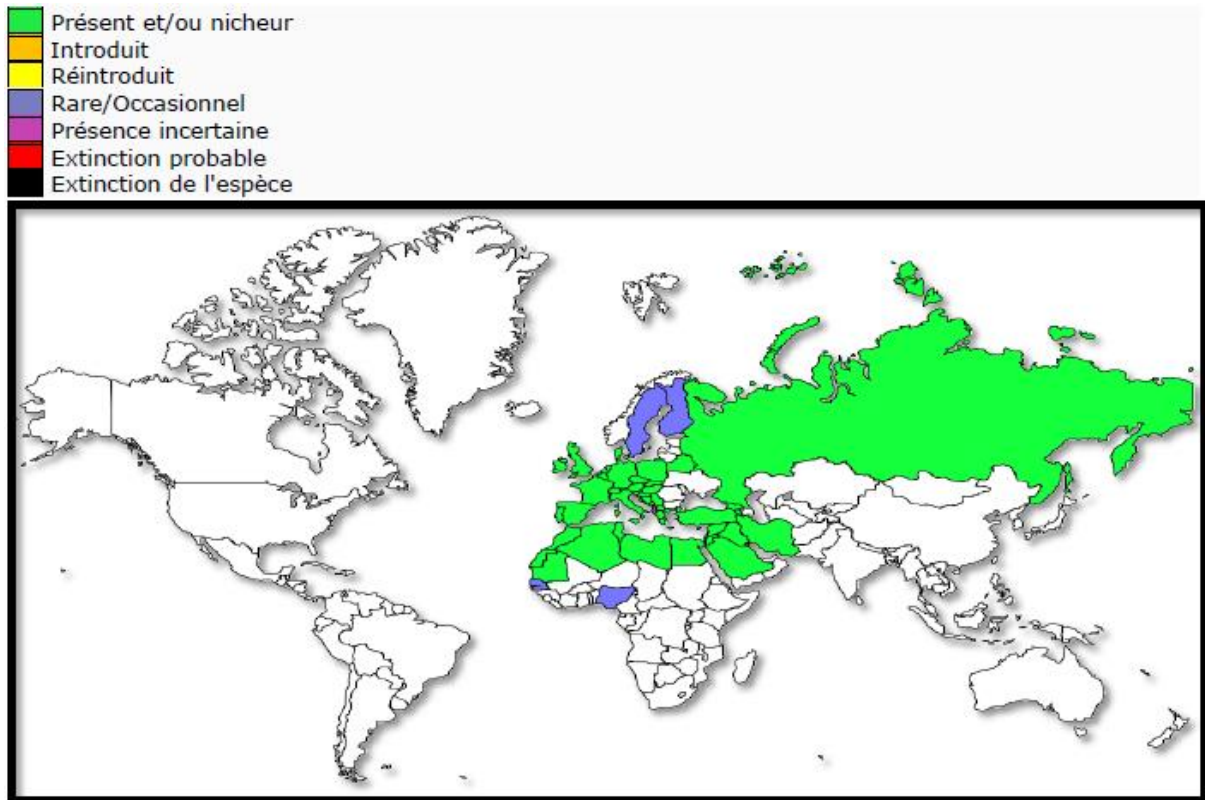 Présent et/ou nicheur
Introduit
Réintroduit
Rare/Occasionnel
Présence incertaine
Extinction probable
Extinction de l'espèce